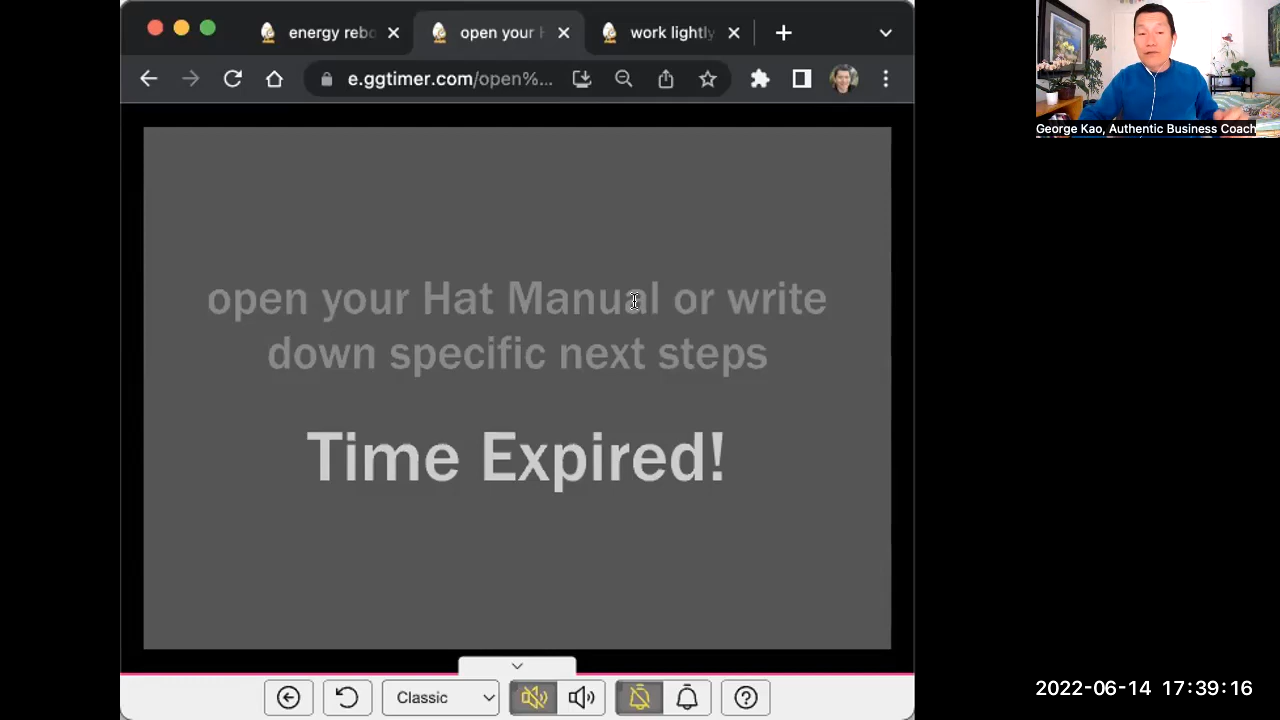 energy rebo
open your
work lightly
e.ggtimer.com/open%...
George Kao, Authentic Business Coach
open your Hat Manual or write
down specific next steps
Time Expired!
Classic
2022-06-14 17:39:16